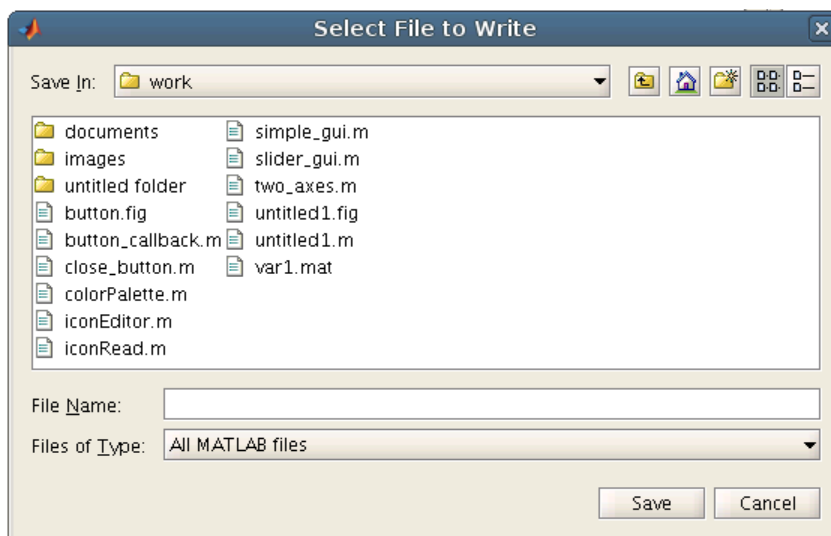 Select File to Write
Save In: work
documents
images
untitled folder
button.fig
button_callback.m
close_button.m
colorPalette.m
iconEditor.m
iconRead.m
simple_gui.m
slider_gui.m
two_axes.m
untitled1.fig
untitled1.m
var1.mat
File Name:
Files of Type: All MATLAB files
Save Cancel